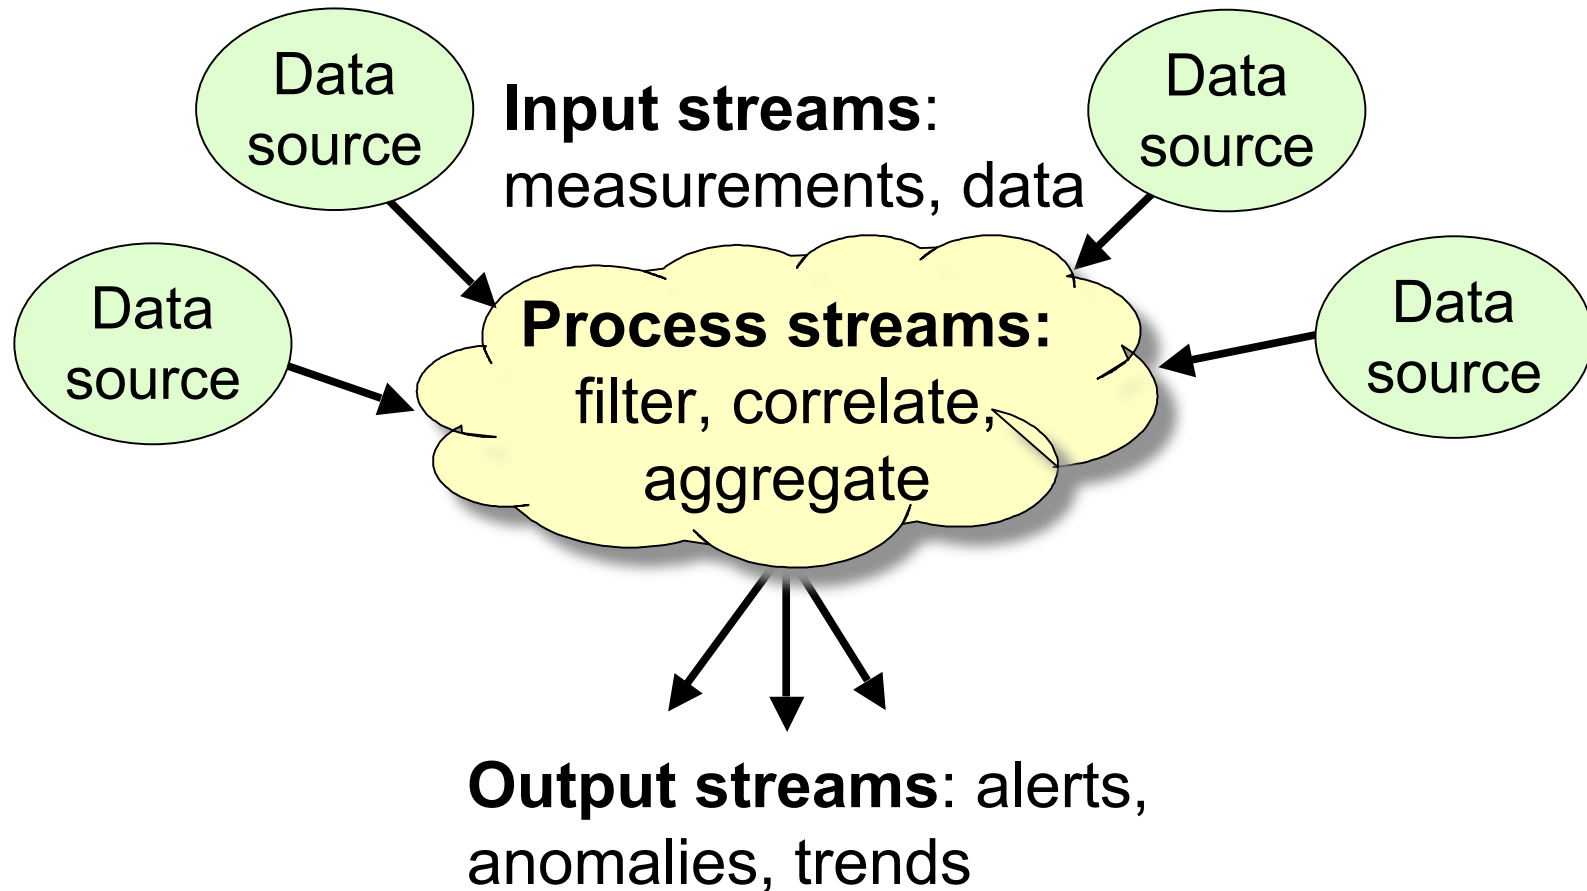 Data
source
Input streams:
measurements, data
Data
source
Data
source
Process streams:
filter, correlate,
aggregate
Data
source
Output streams: alerts,
anomalies, trends